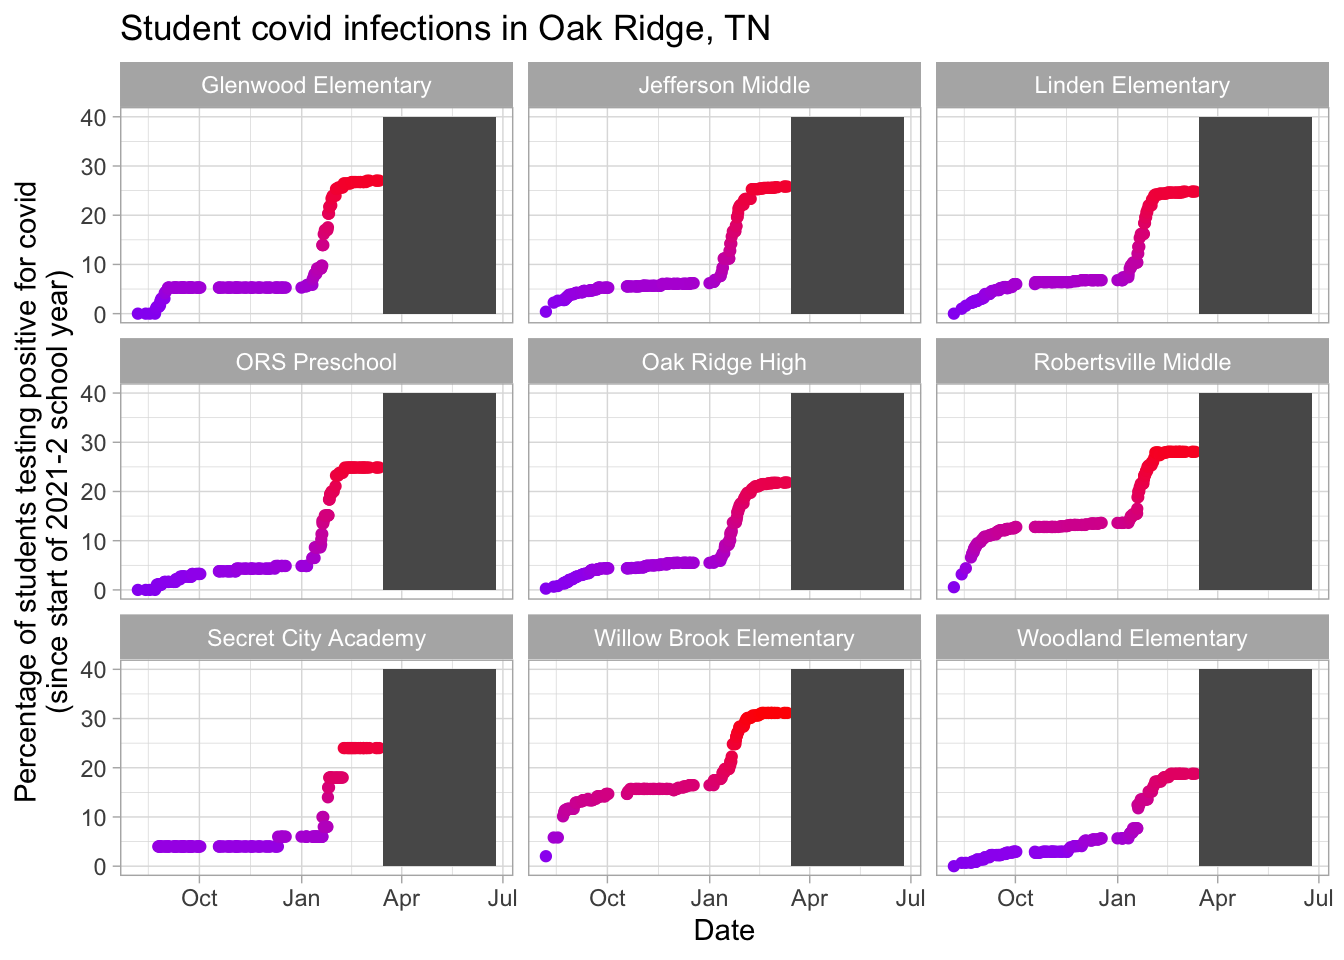 Student covid infections in Oak Ridge, TN
Percentage of students testing positive for covid
(since start of 2021-2 school year)
Glenwood Elementary
Jefferson Middle
Linden Elementary
40
30
20
10
0
ORS Preschool
Oak Ridge High
Robertsville Middle
40
30
20
10
0
Secret City Academy
Willow Brook Elementary
Woodland Elementary
40
30
20
10
0
Oct
Jan
Apr
Jul
Oct
Jan
Apr
Jul
Oct
Jan
Apr
Jul
Date